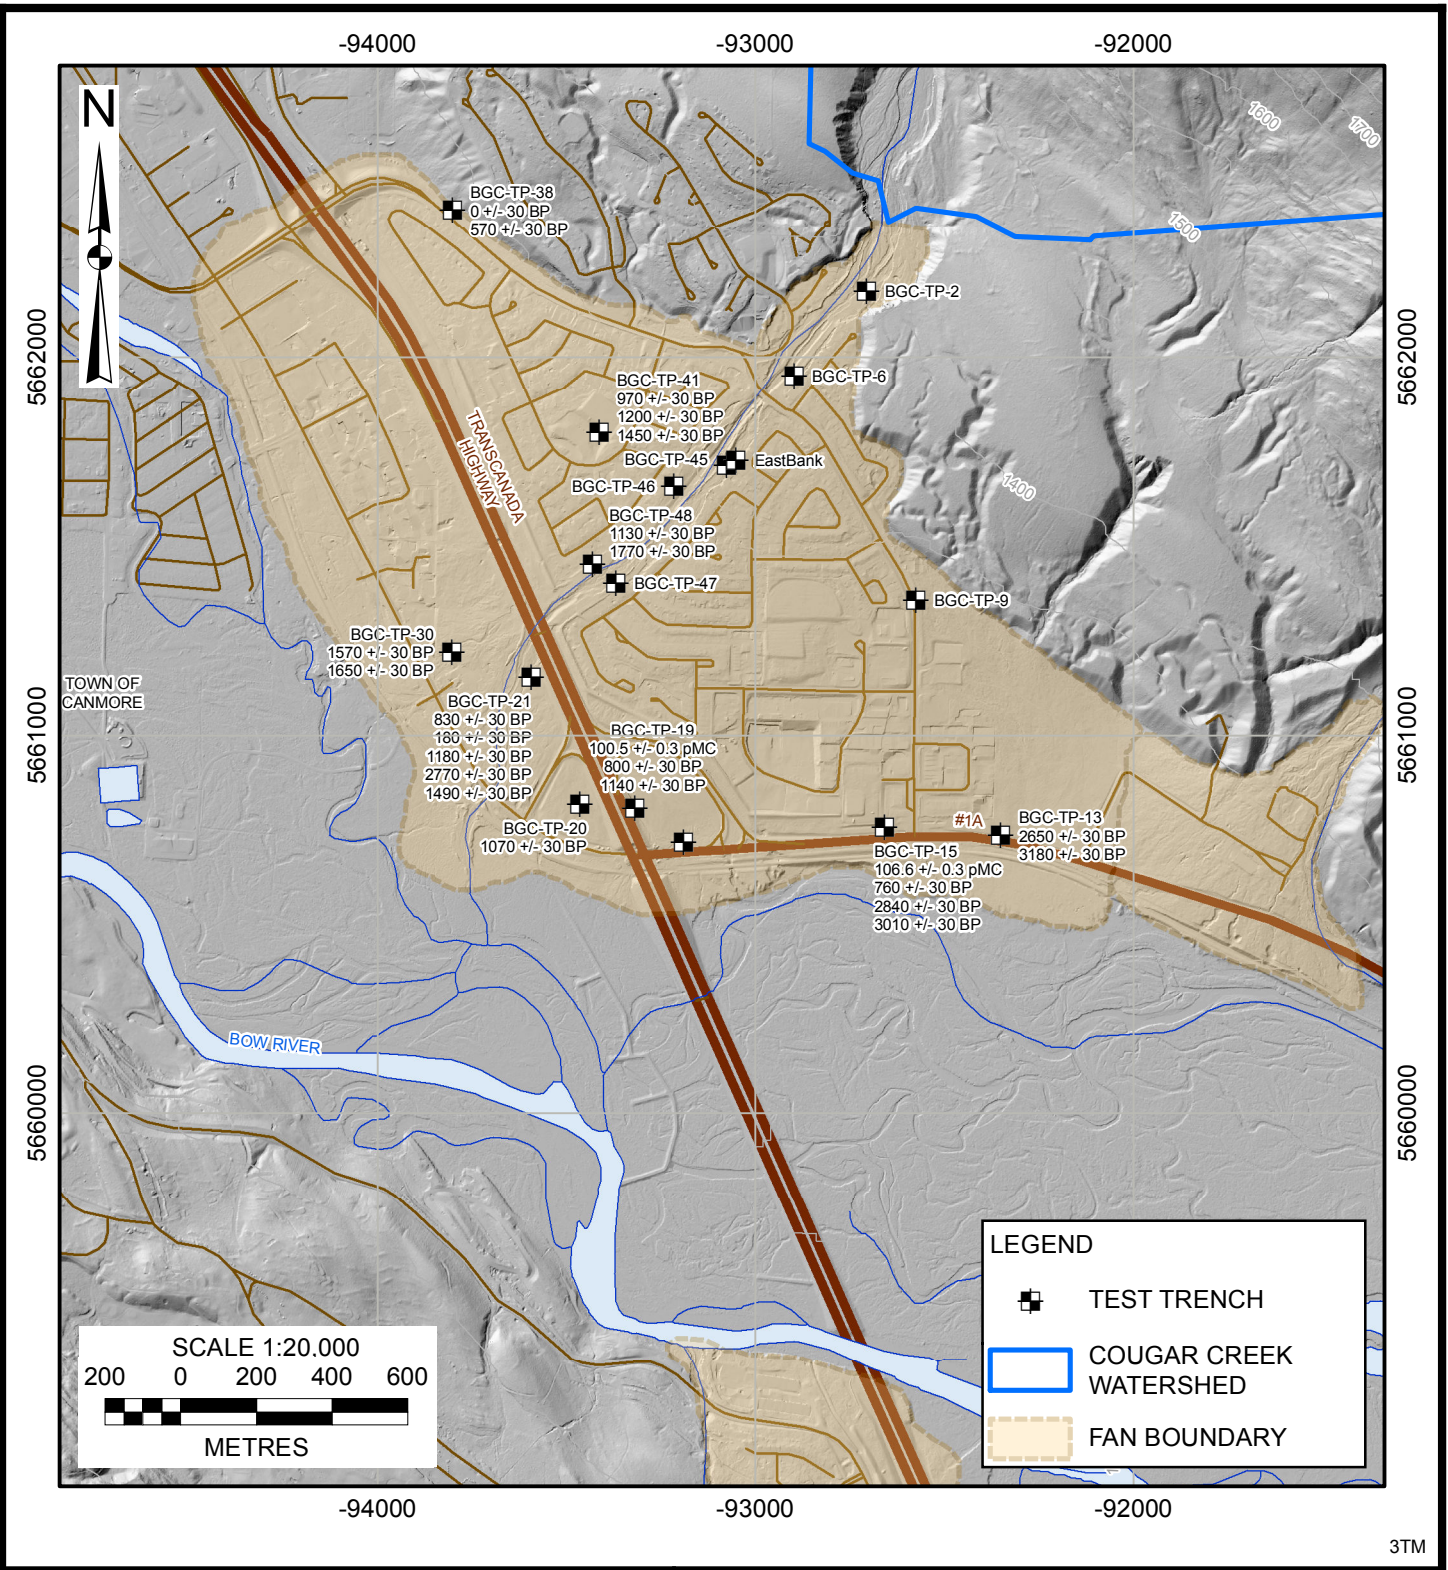 -94000
-93000
-92000
N
1600
1700
1500
1400
BGC-TP-38
0 +/- 30 BP
570 +/- 30 BP
BGC-TP-2
5662000
5662000
BGC-TP-6
BGC-TP-41
970 +/- 30 BP
1200 +/- 30 BP
1450 +/- 30 BP
TRANSCANADA
HIGHWAY
BGC-TP-45
EastBank
BGC-TP-46
BGC-TP-48
1130 +/- 30 BP
1770 +/- 30 BP
BGC-TP-47
BGC-TP-9
BGC-TP-30
1570 +/- 30 BP
1650 +/- 30 BP
TOWN OF
CANMORE
BGC-TP-21
830 +/- 30 BP
180 +/- 30 BP
1180 +/- 30 BP
2770 +/- 30 BP
1490 +/- 30 BP
BGC-TP-19
100.5 +/- 0.3 pMC
800 +/- 30 BP
1140 +/- 30 BP
5661000
5661000
BGC-TP-20
1070 +/- 30 BP
#1A
BGC-TP-13
2650 +/- 30 BP
3180 +/- 30 BP
BGC-TP-15
106.6 +/- 0.3 pMC
760 +/- 30 BP
2840 +/- 30 BP
3010 +/- 30 BP
BOW RIVER
5660000
5660000
LEGEND
TEST TRENCH
COUGAR CREEK
WATERSHED
FAN BOUNDARY
SCALE 1:20.000
200 0 200 400 600
METRES
-94000
-93000
-92000
3TM